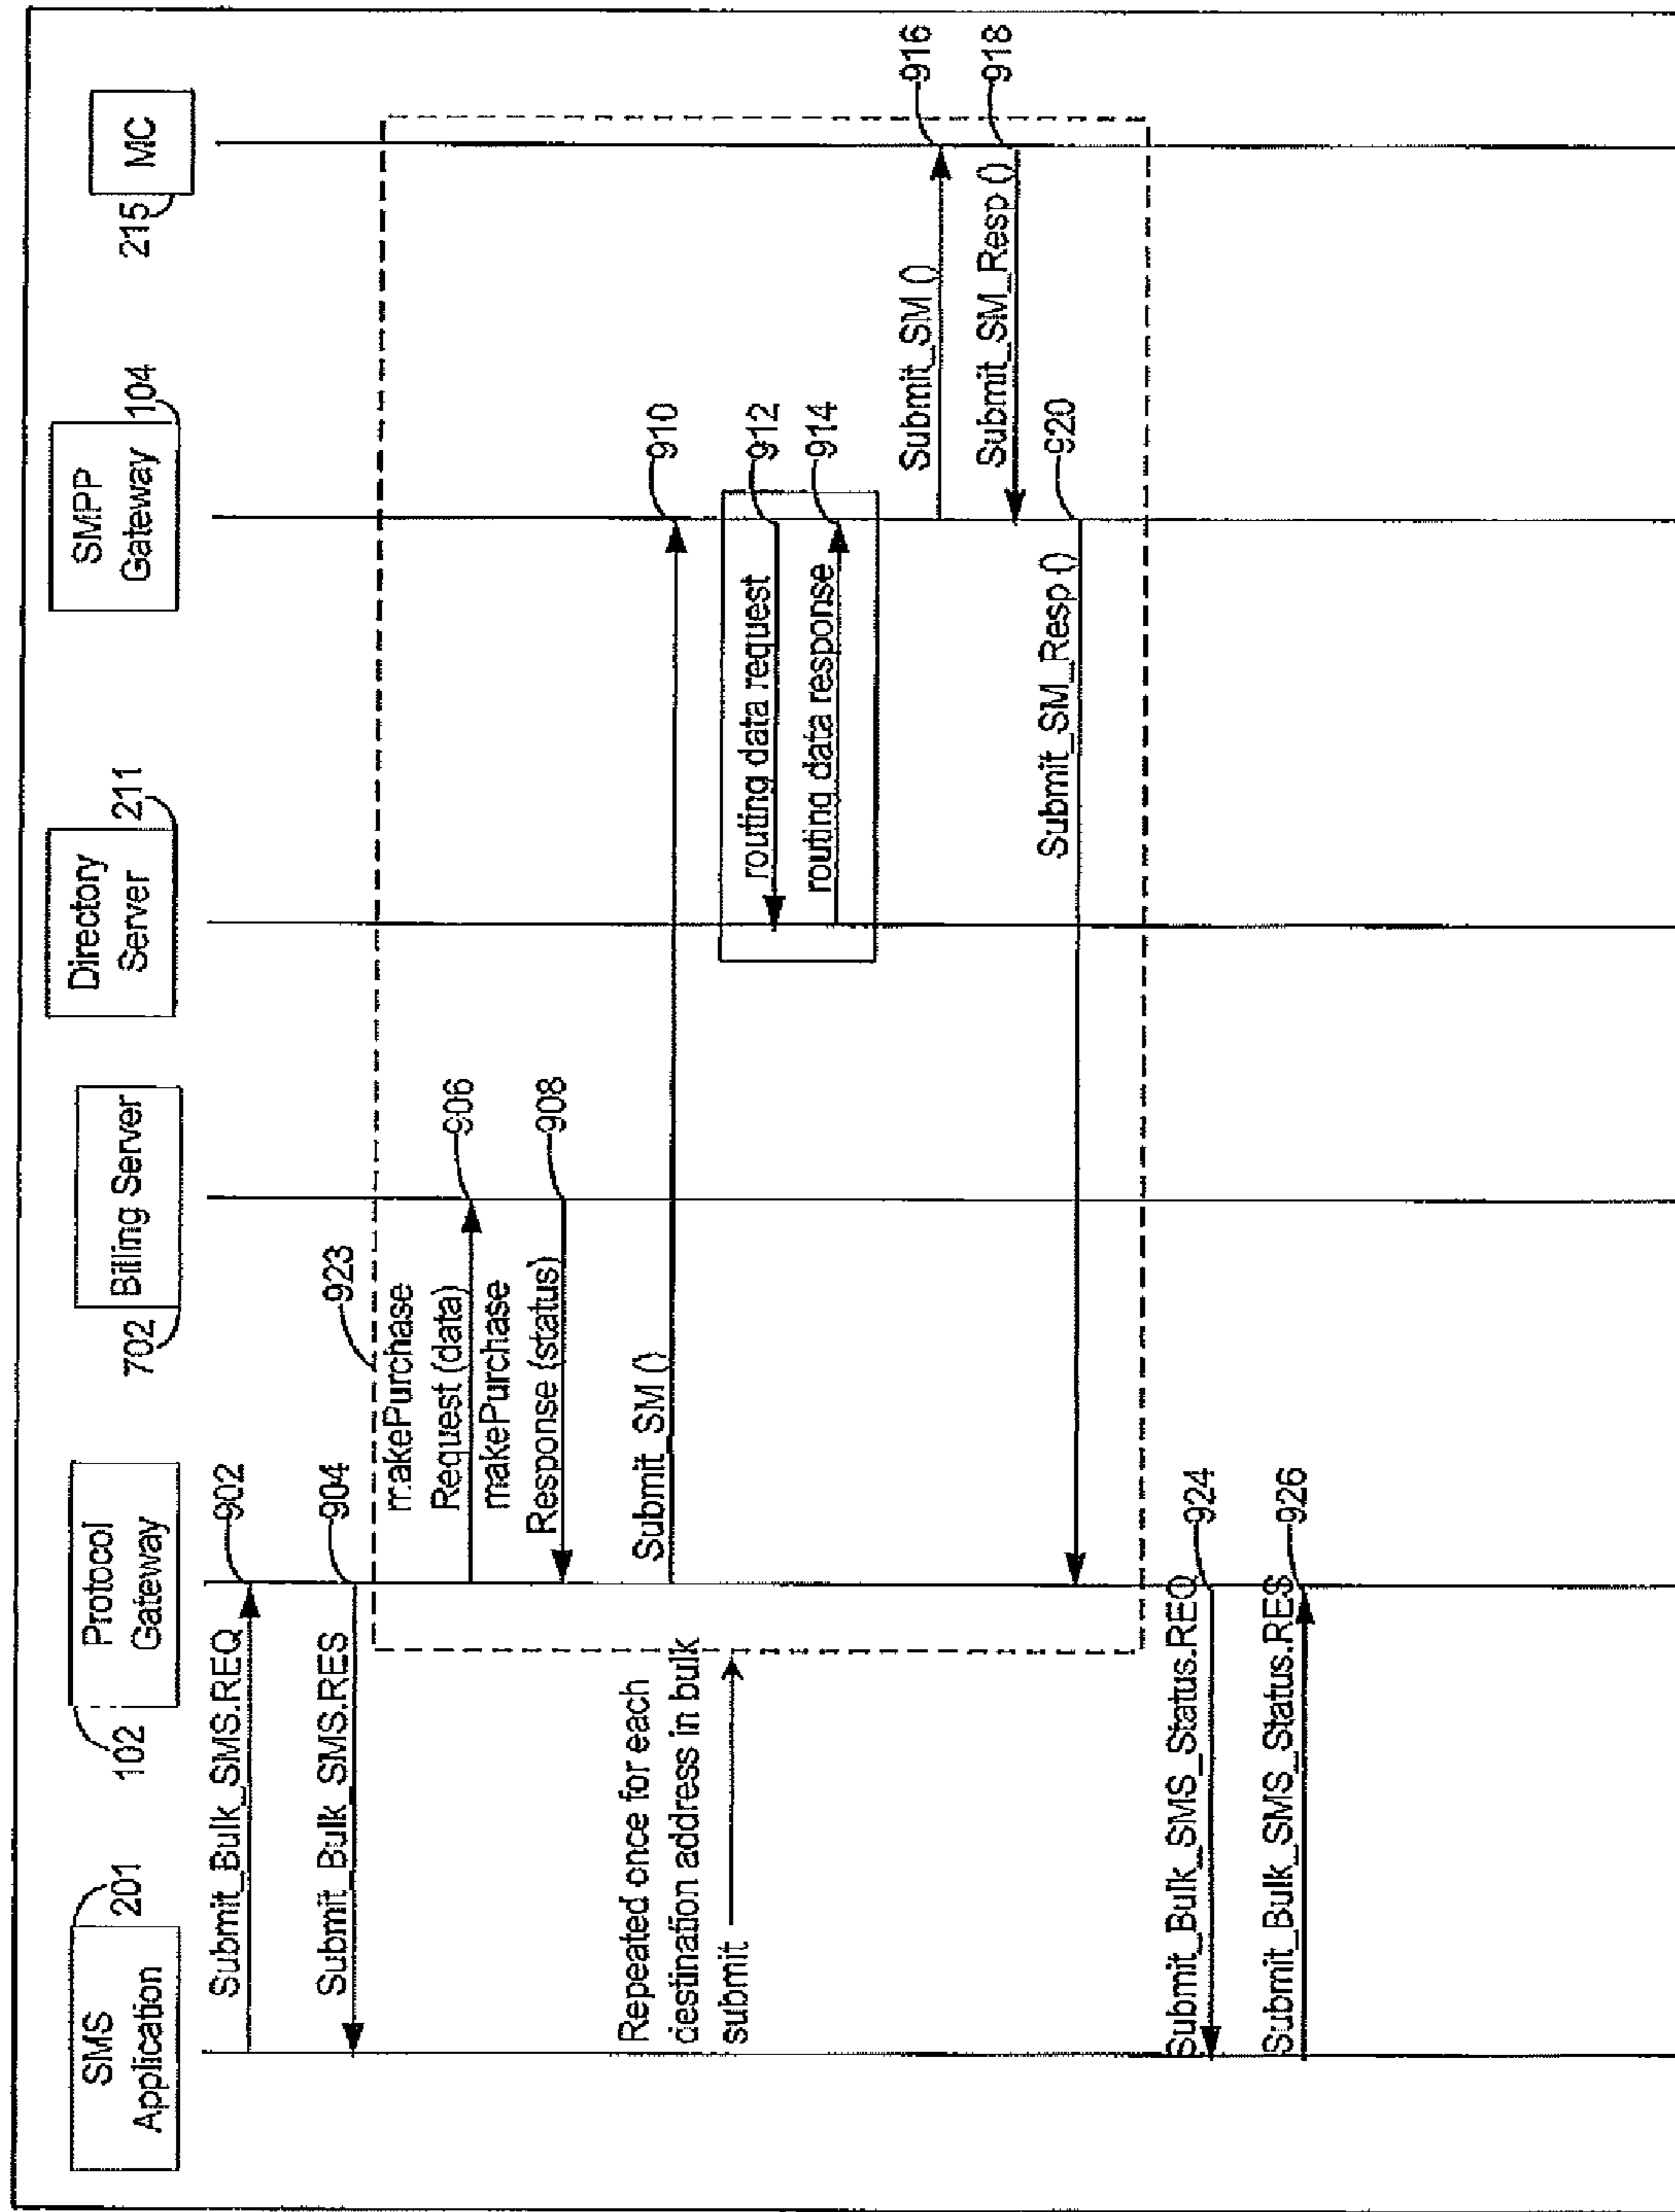 SMS
Application
201
Protocol
Gateway
102
Billing Server
702
Directory
Server
211
SMPP
Gateway
104
MC
215
Submit_Bulk_SMS.REQ
902
Submit_Bulk_SMS.RES
904
923
makePurchase
Request (data)
906
makePurchase
Response (status)
908
Submit_SM ()
910
Repeated once for each
destination address in bulk
submit
routing data request
912
routing data response
914
Submit_SM ()
916
Submit_SM_Resp ()
918
Submit_SM_Resp ()
920
Submit_Bulk_SMS_Status.REQ
924
Submit_Bulk_SMS_Status.RES
926